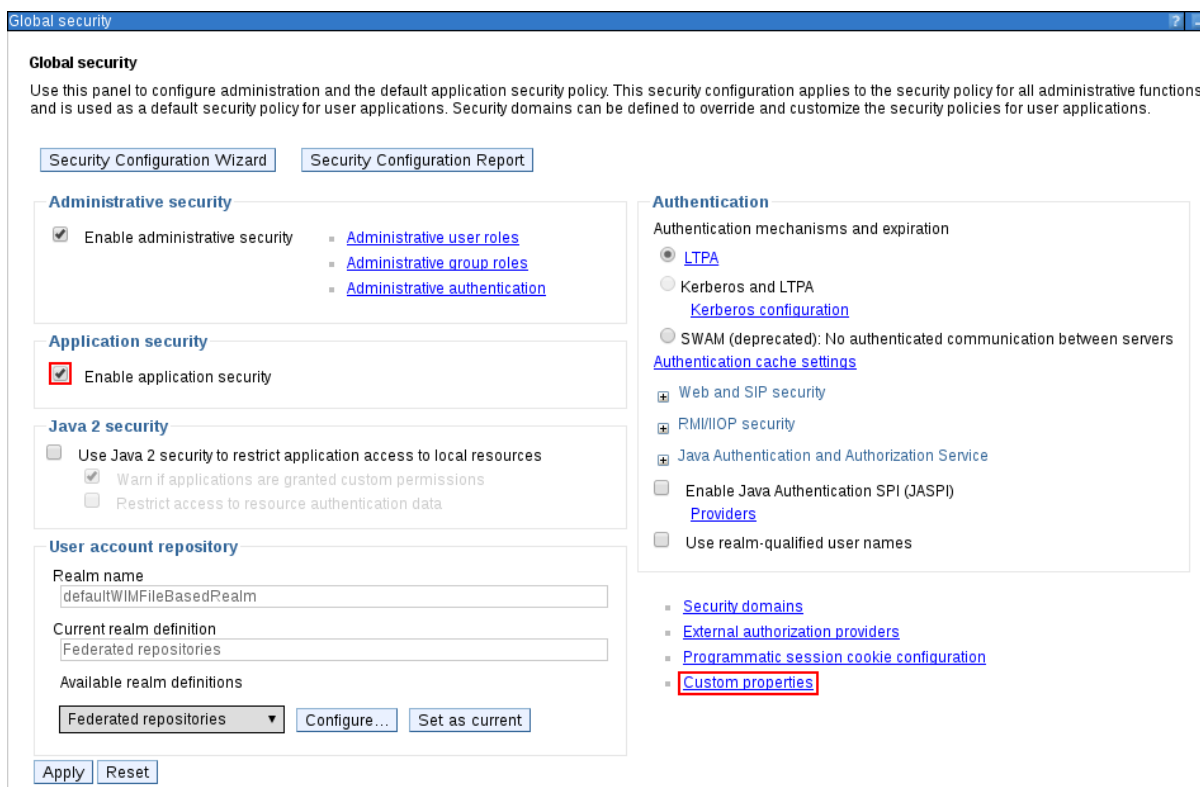 Global security
?
Global security
Use this panel to configure administration and the default application security policy. This security configuration applies to the security policy for all administrative functions
and is used as a default security policy for user applications. Security domains can be defined to override and customize the security policies for user applications.
Security Configuration Wizard
Security Configuration Report
Administrative security
Enable administrative security
Administrative user roles
Administrative group roles
Administrative authentication
Application security
Enable application security
Java 2 security
Use Java 2 security to restrict application access to local resources
Warn if applications are granted custom permissions
Restrict access to resource authentication data
User account repository
Realm name
defaultWIMFileBasedRealm
Current realm definition
Federated repositories
Available realm definitions
Federated repositories
Configure...
Set as current
Apply
Reset
Authentication
Authentication mechanisms and expiration
LTPA
Kerberos and LTPA
Kerberos configuration
SWAM (deprecated): No authenticated communication between servers
Authentication cache settings
Web and SIP security
RMI/IIOP security
Java Authentication and Authorization Service
Enable Java Authentication SPI (JASPI)
Providers
Use realm-qualified user names
Security domains
External authorization providers
Programmatic session cookie configuration
Custom properties